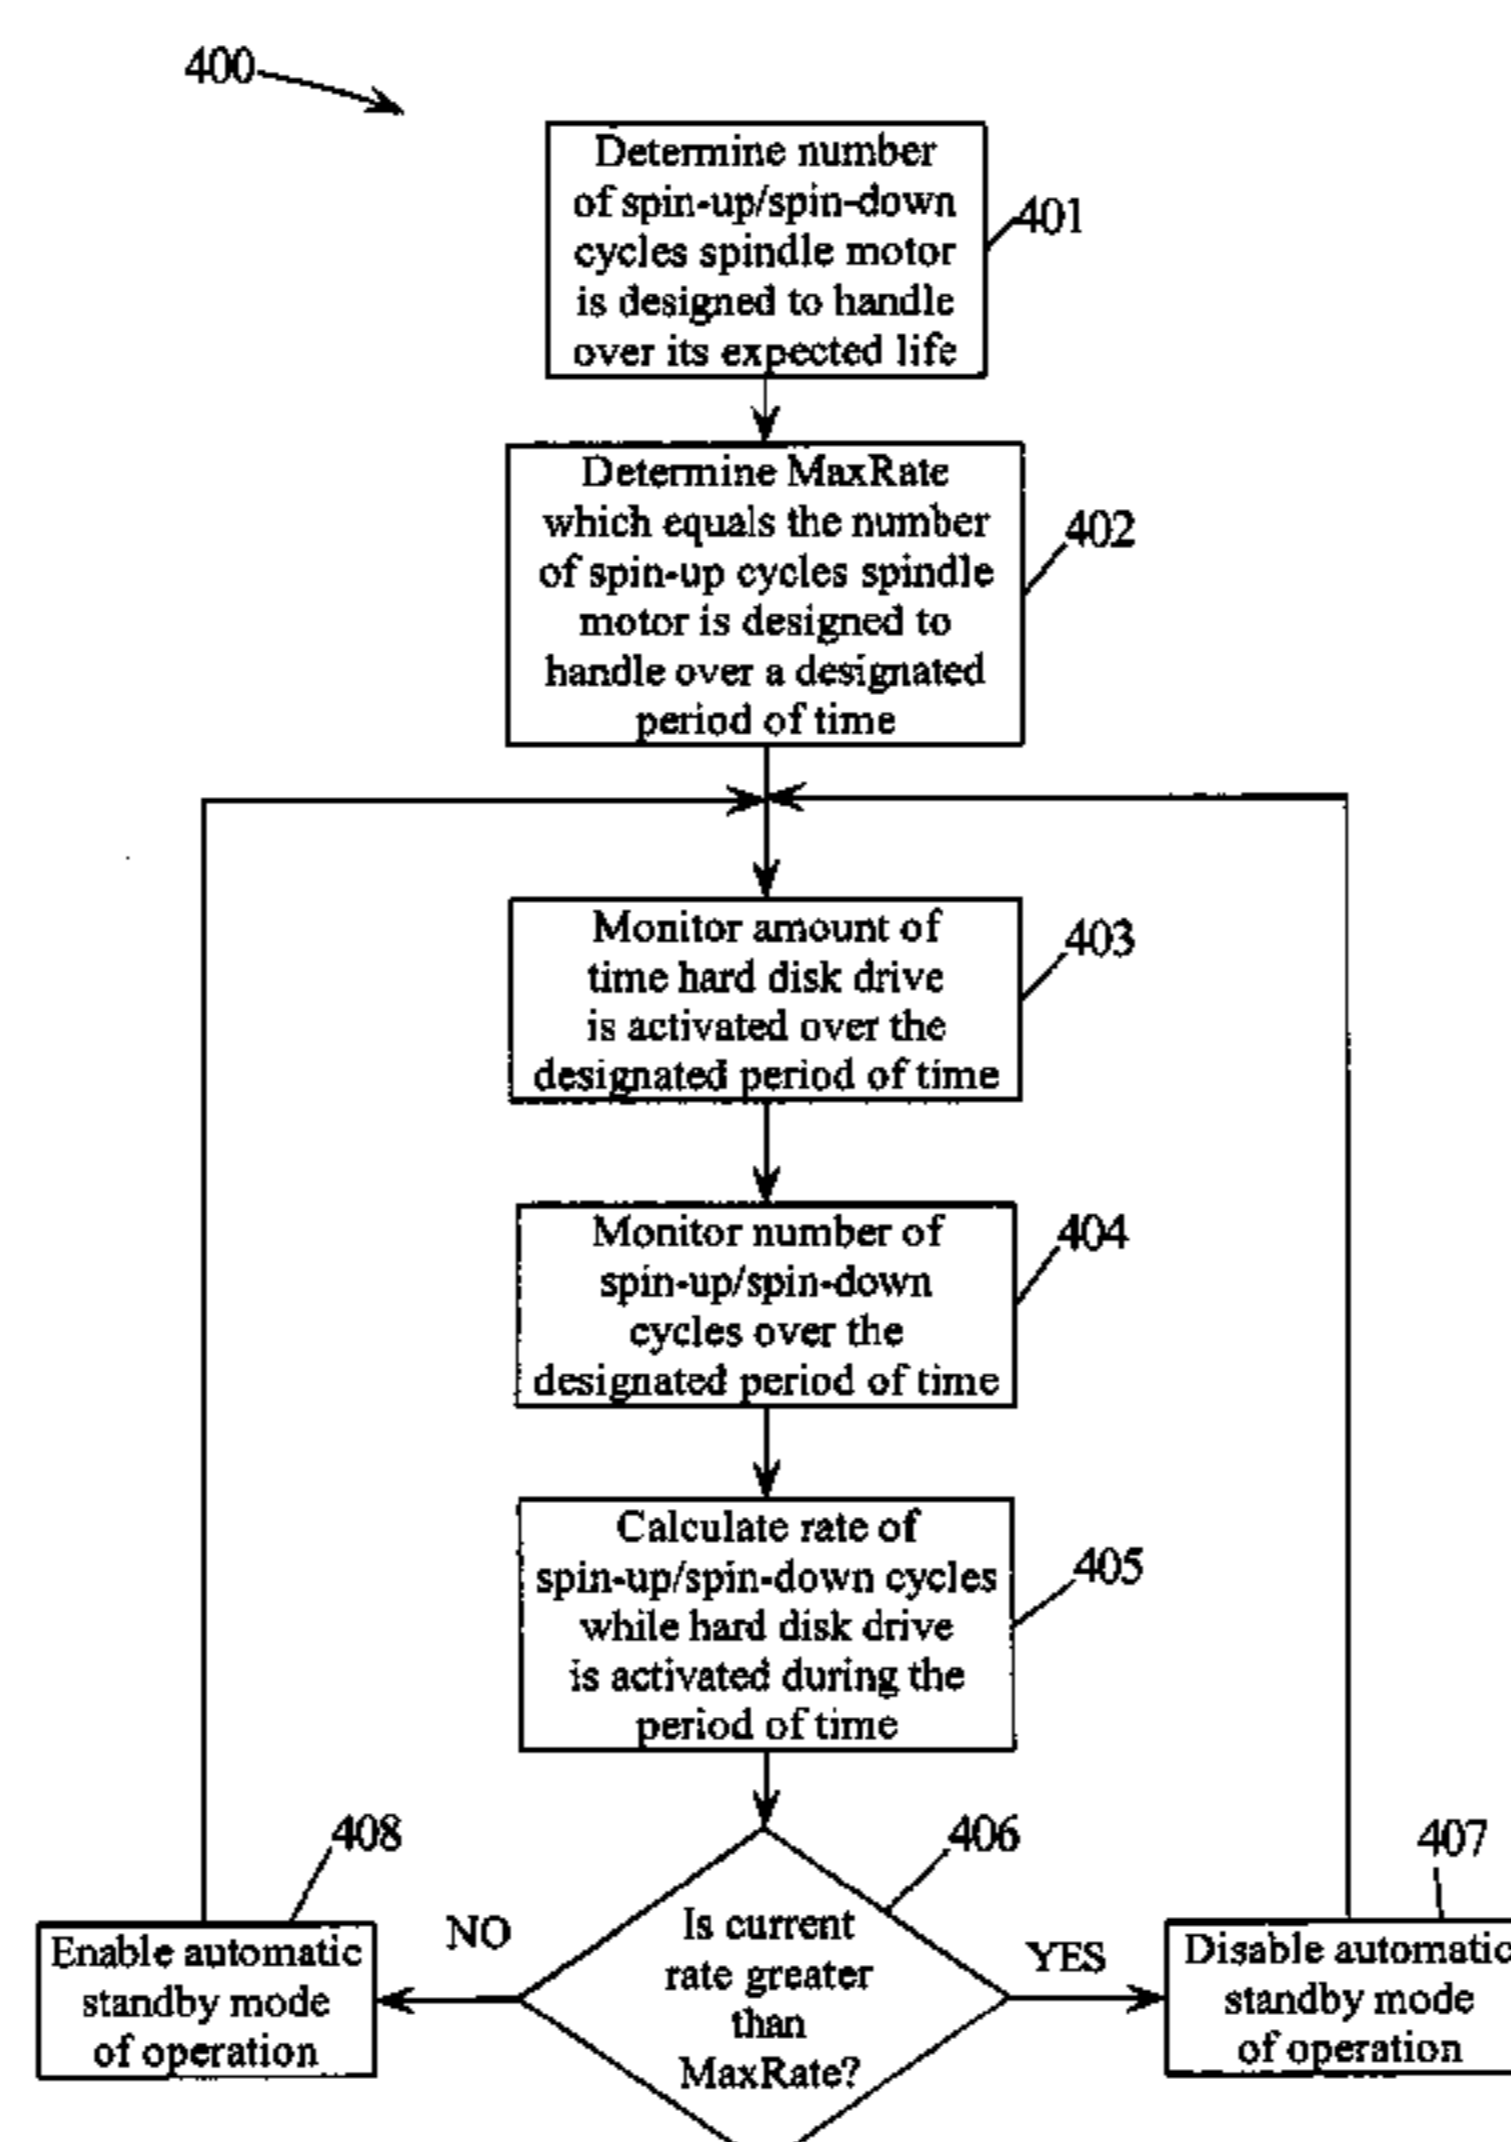 400
Determine number
of spin-up/spin-down
cycles spindle motor
is designed to handle
over its expected life
401
Determine MaxRate
which equals the number
of spin-up cycles spindle
motor is designed to
handle over a designated
period of time
402
Monitor amount of
time hard disk drive
is activated over the
designated period of time
403
Monitor number of
spin-up/spin-down
cycles over the
designated period of time
404
Calculate rate of
spin-up/spin-down cycles
while hard disk drive
is activated during the
period of time
405
406
Is current
rate greater
than
MaxRate?
NO
408
Enable automatic
standby mode
of operation
YES
407
Disable automatic
standby mode
of operation